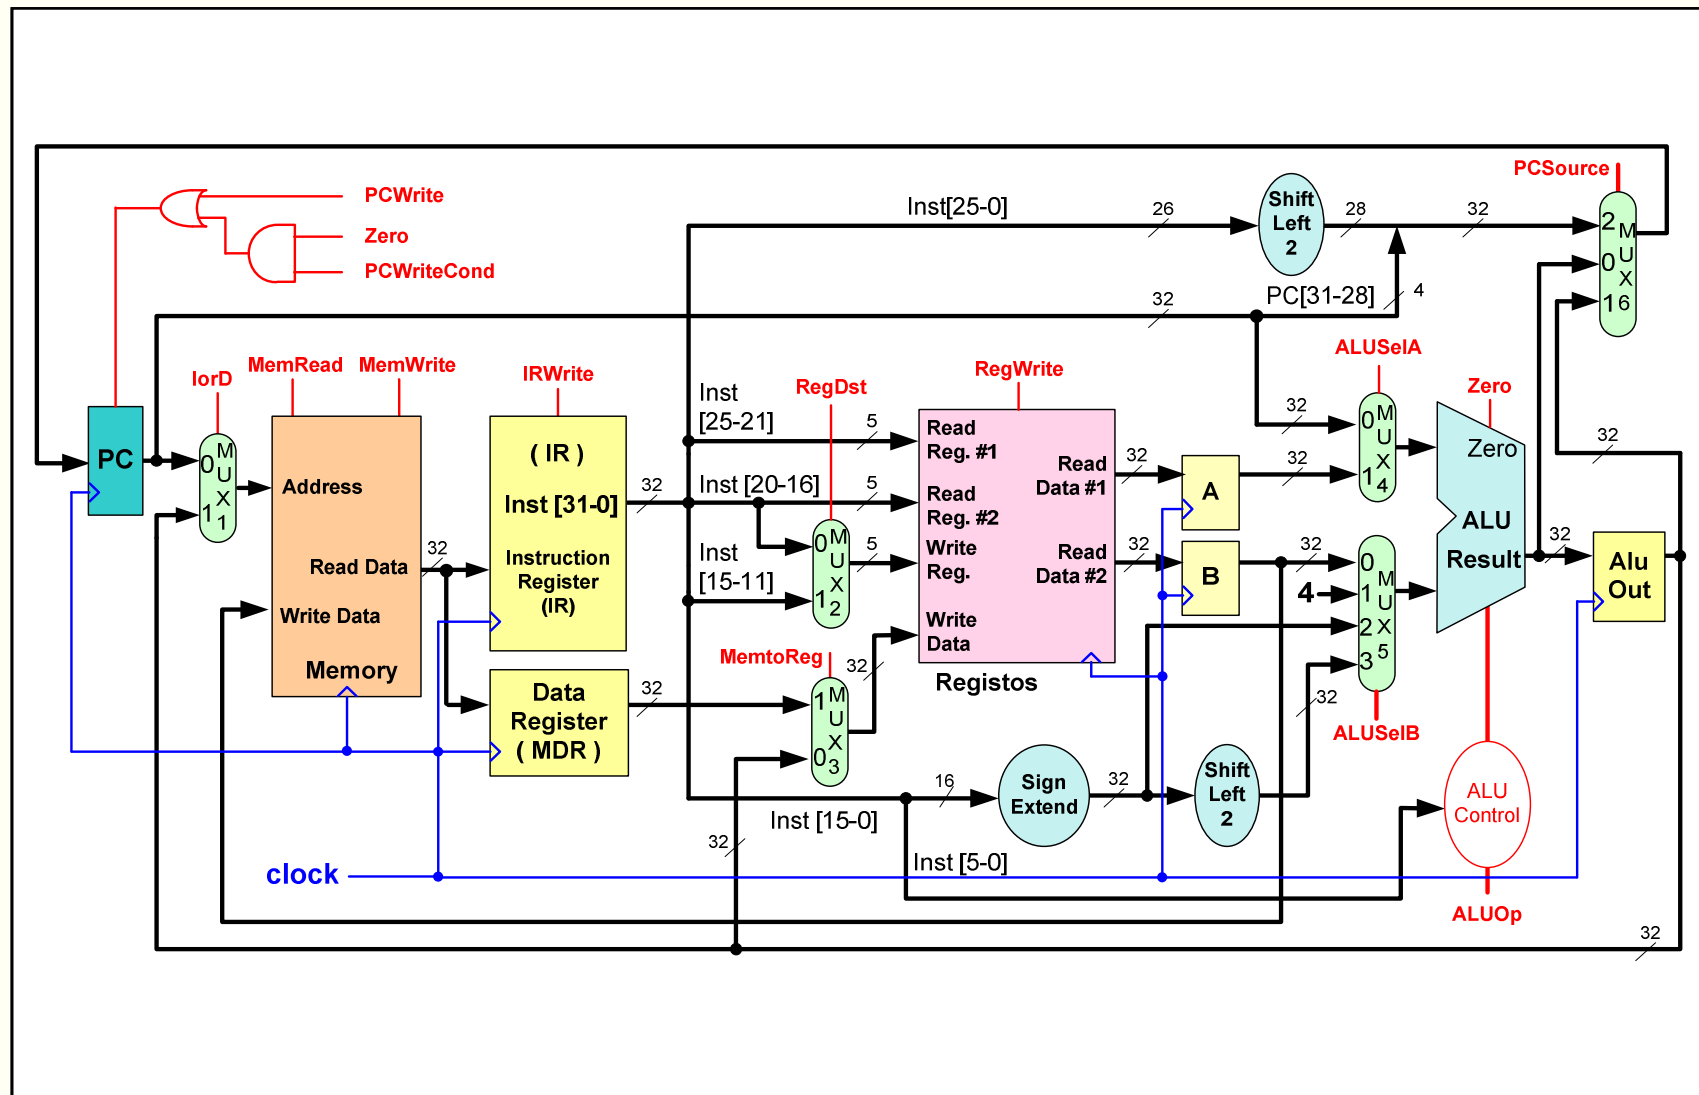 PCSource
PCWrite
Zero
PCWriteCond
Inst[25-0]
26
Shift
Left
2
28
32
2
0
1
M
U
X
6
PC[31-28]
4
32
IorD
MemRead
MemWrite
IRWrite
RegDst
RegWrite
ALUSelA
Zero
PC
0
1
M
U
X
1
Address
Read Data
Write Data
Memory
32
( IR )
Inst [31-0]
Instruction
Register
(IR)
32
Data
Register
( MDR )
32
Inst
[25-21]
5
Inst [20-16]
5
Inst
[15-11]
0
1
M
U
X
2
5
MemtoReg
1
0
M
U
X
3
32
Read
Reg. #1
Read
Reg. #2
Write
Reg.
Write
Data
Read
Data #1
Read
Data #2
Registos
32
32
A
B
32
32
32
0
1
M
U
X
4
0
4
1
2
3
M
U
X
5
32
ALUSelB
Zero
ALU
Result
32
Alu
Out
32
Inst [15-0]
16
Sign
Extend
32
Shift
Left
2
ALU
Control
Inst [5-0]
32
clock
ALUOp
32